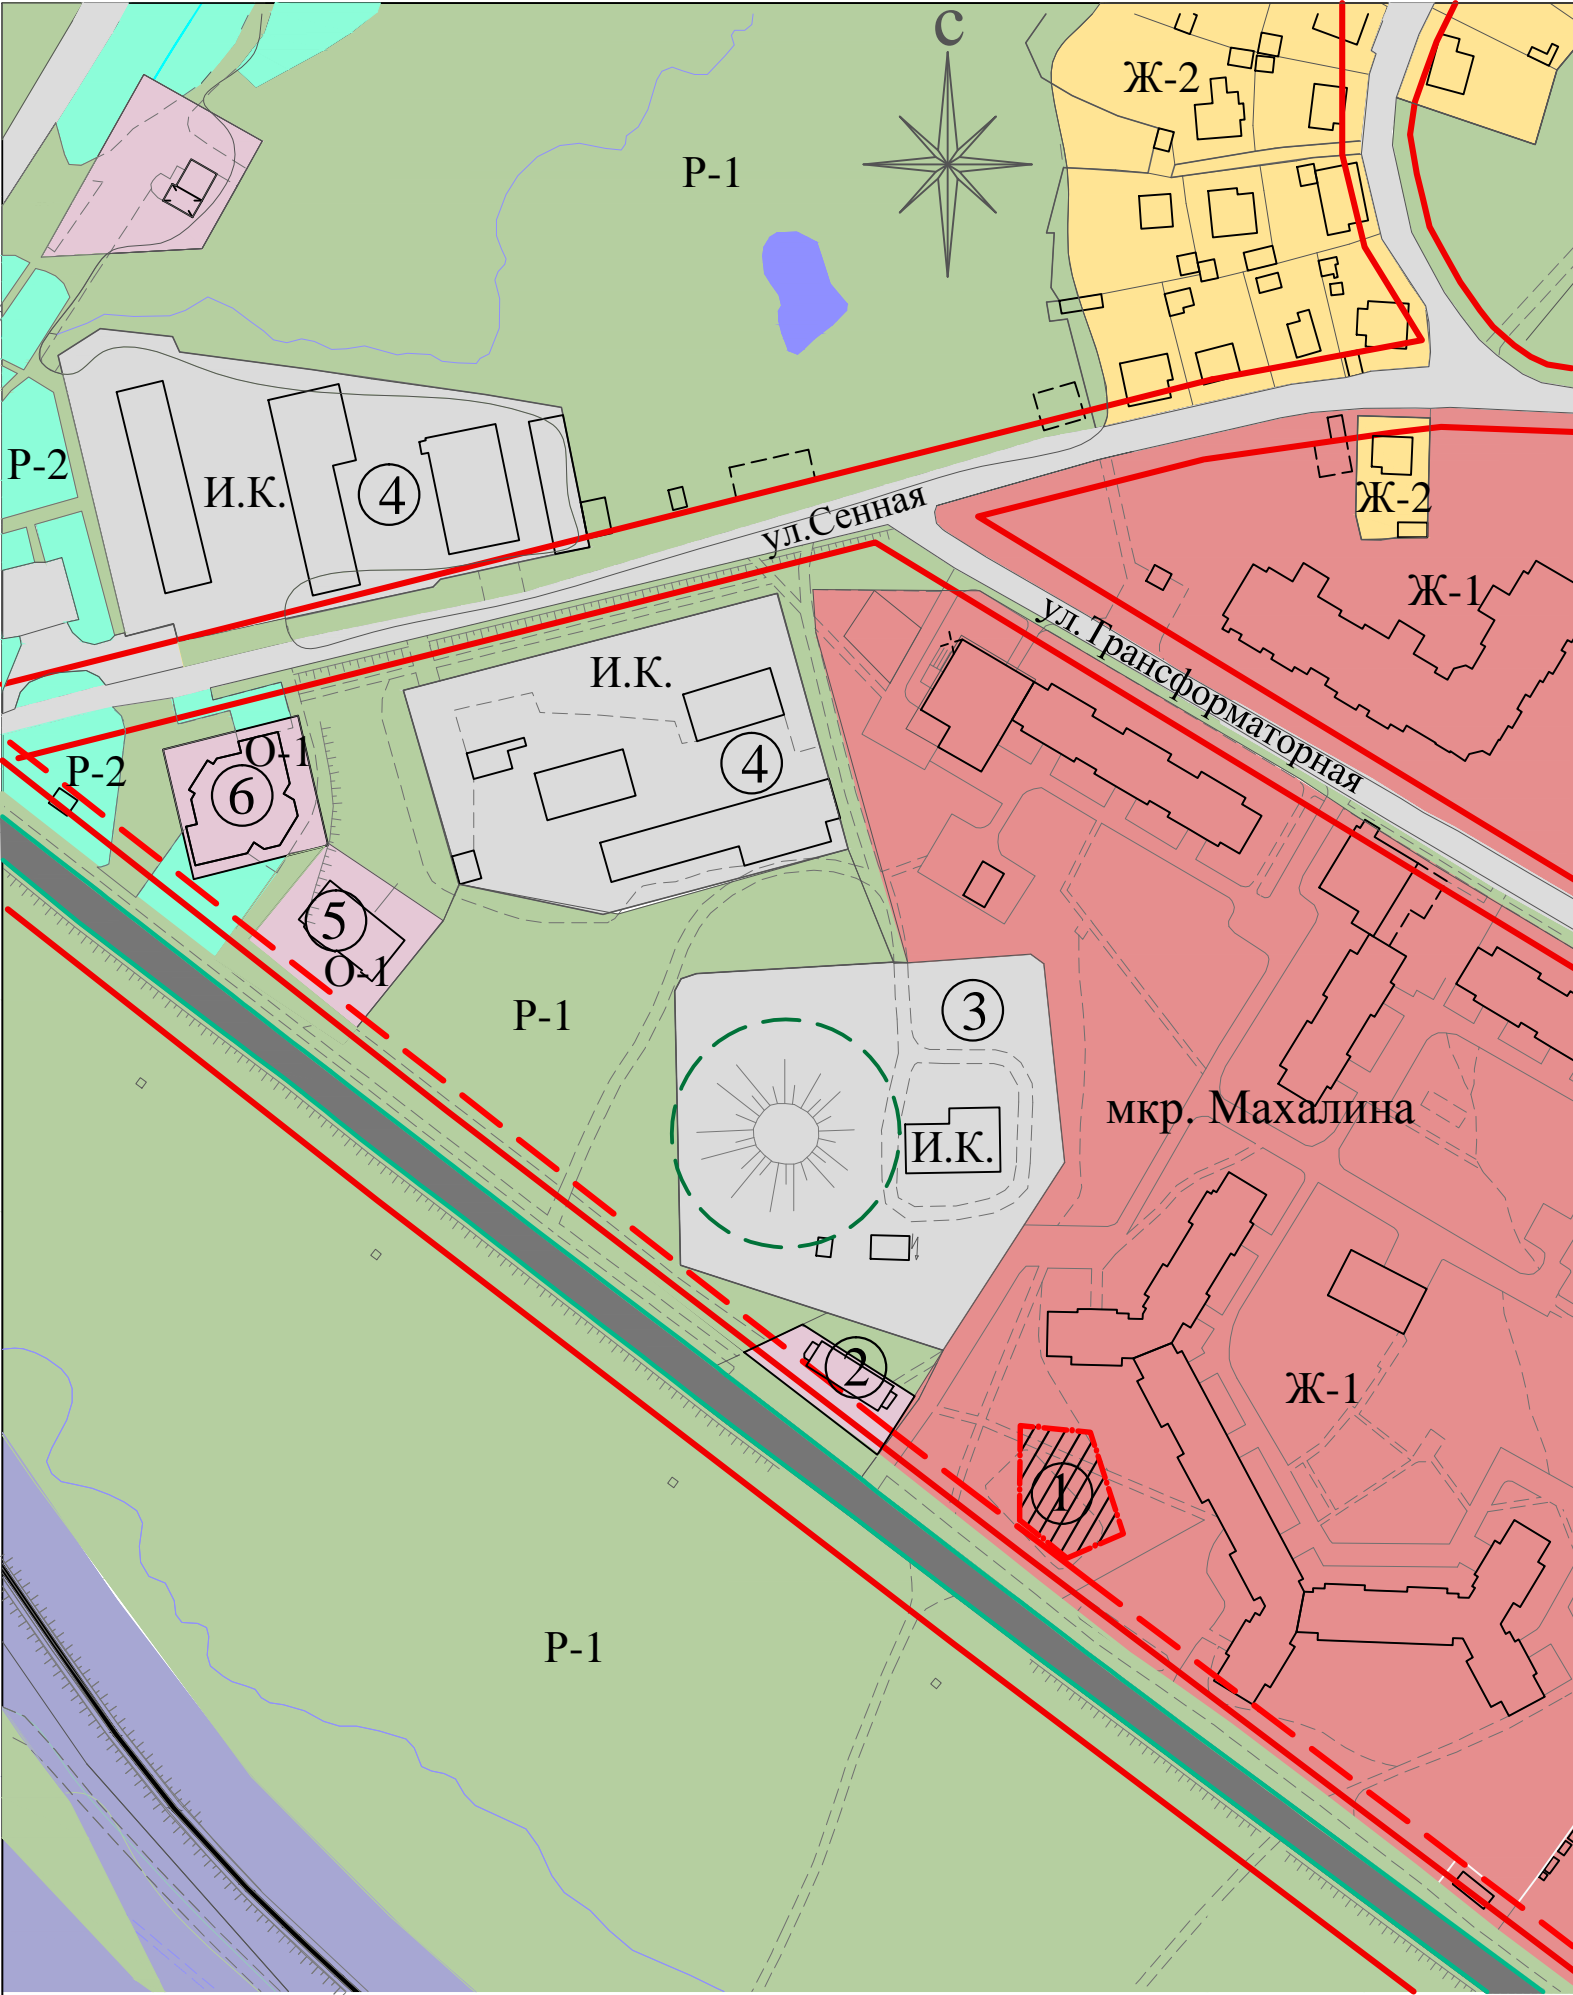 С
Ж-2
Р-1
Р-2
И.К.
4
Ж-2
ул.Сенная
Ж-1
ул.Трансформаторная
И.К.
4
О-1
Р-2
6
5
О-1
Р-1
3
мкр. Махалина
И.К.
2
Ж-1
1
Р-1